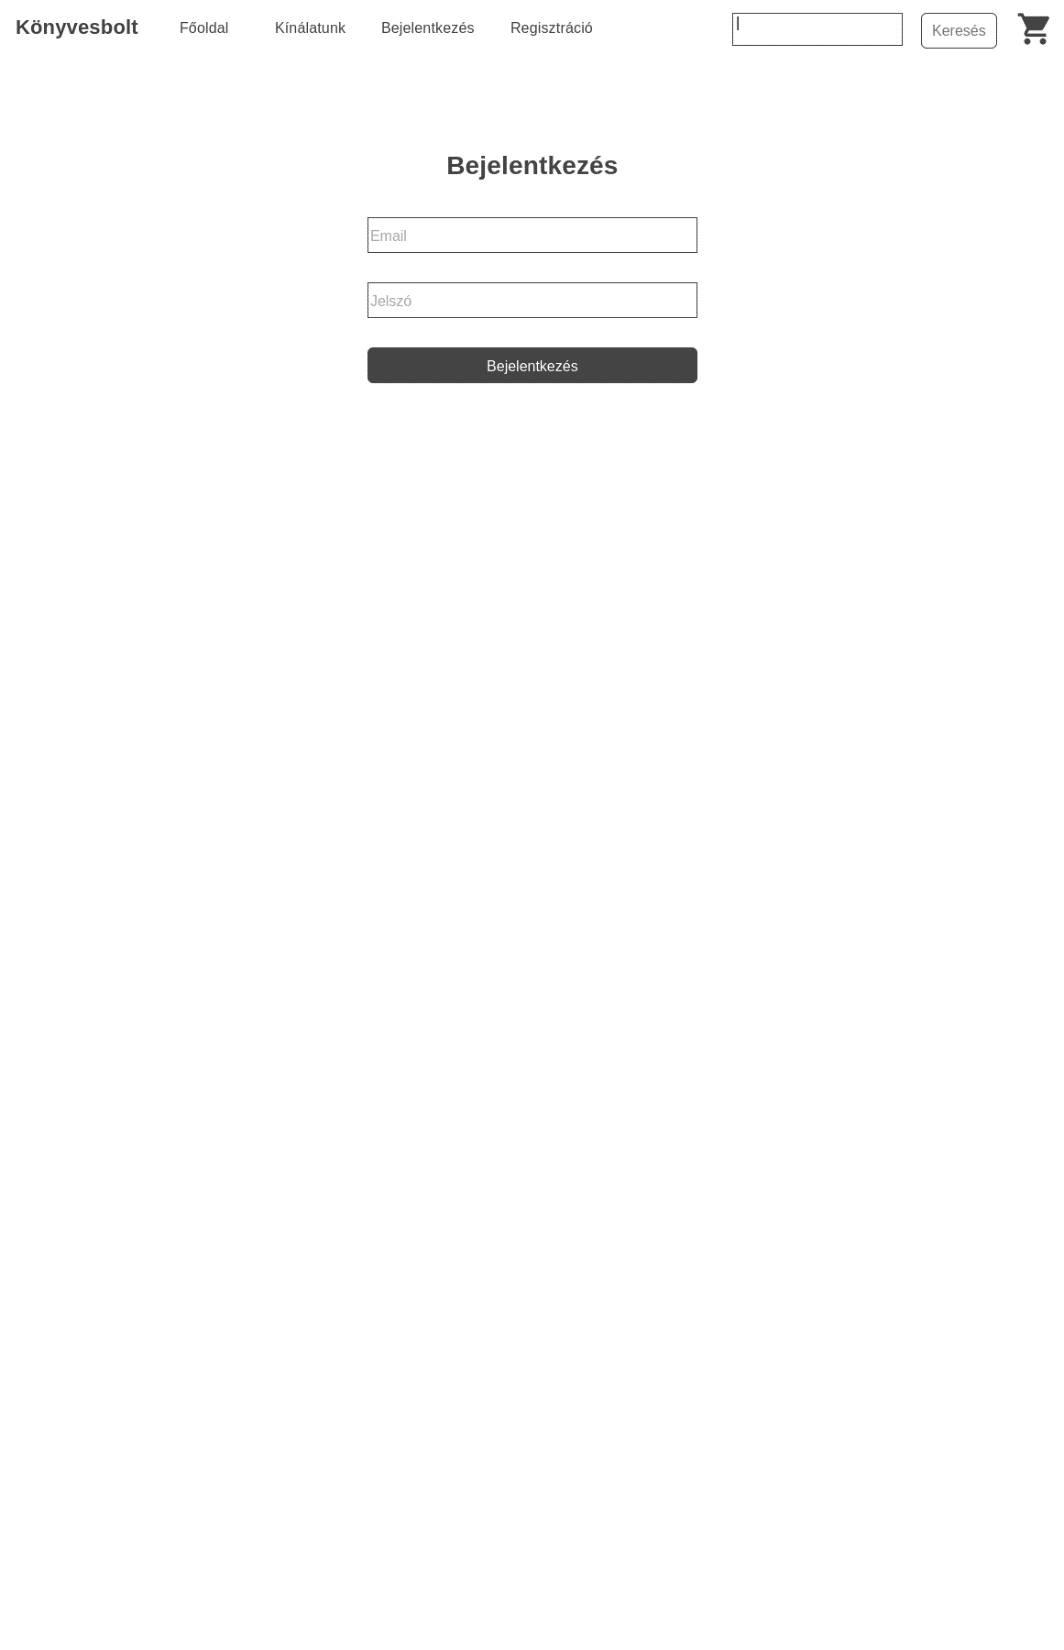 Könyvesbolt Főoldal Kínálatunk Bejelentkezés Regisztráció Keresés
Bejelentkezés
Email
Jelszó
Bejelentkezés